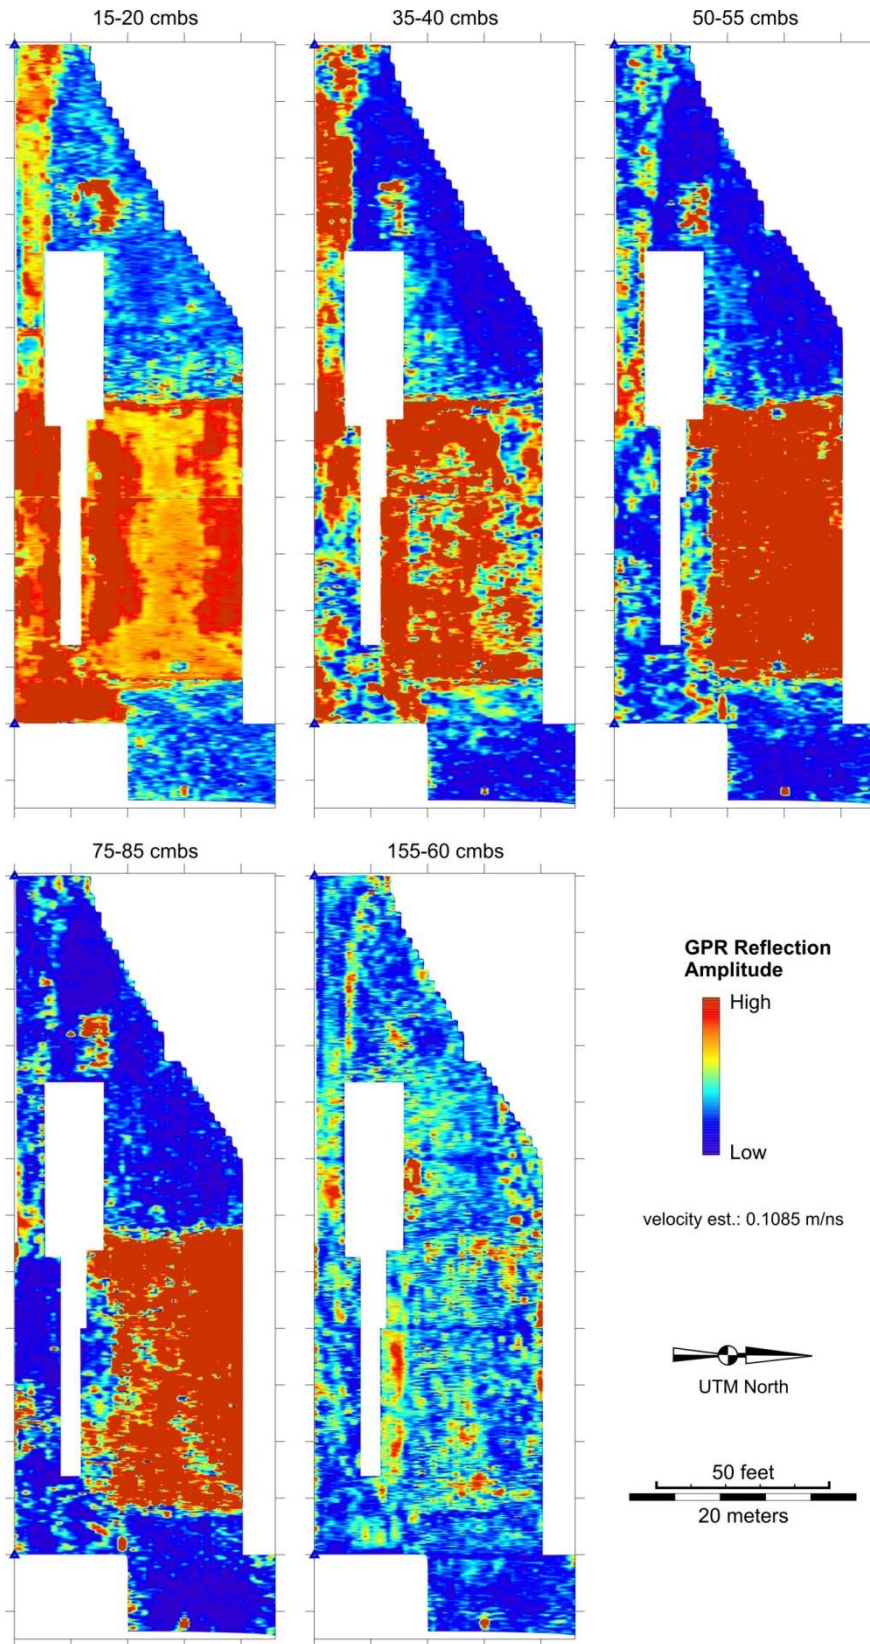 15-20 cmbs
35-40 cmbs
50-55 cmbs
75-85 cmbs
155-60 cmbs
GPR Reflection
Amplitude
High
Low
velocity est.: 0.1085 m/ns
UTM North
50 feet
20 meters